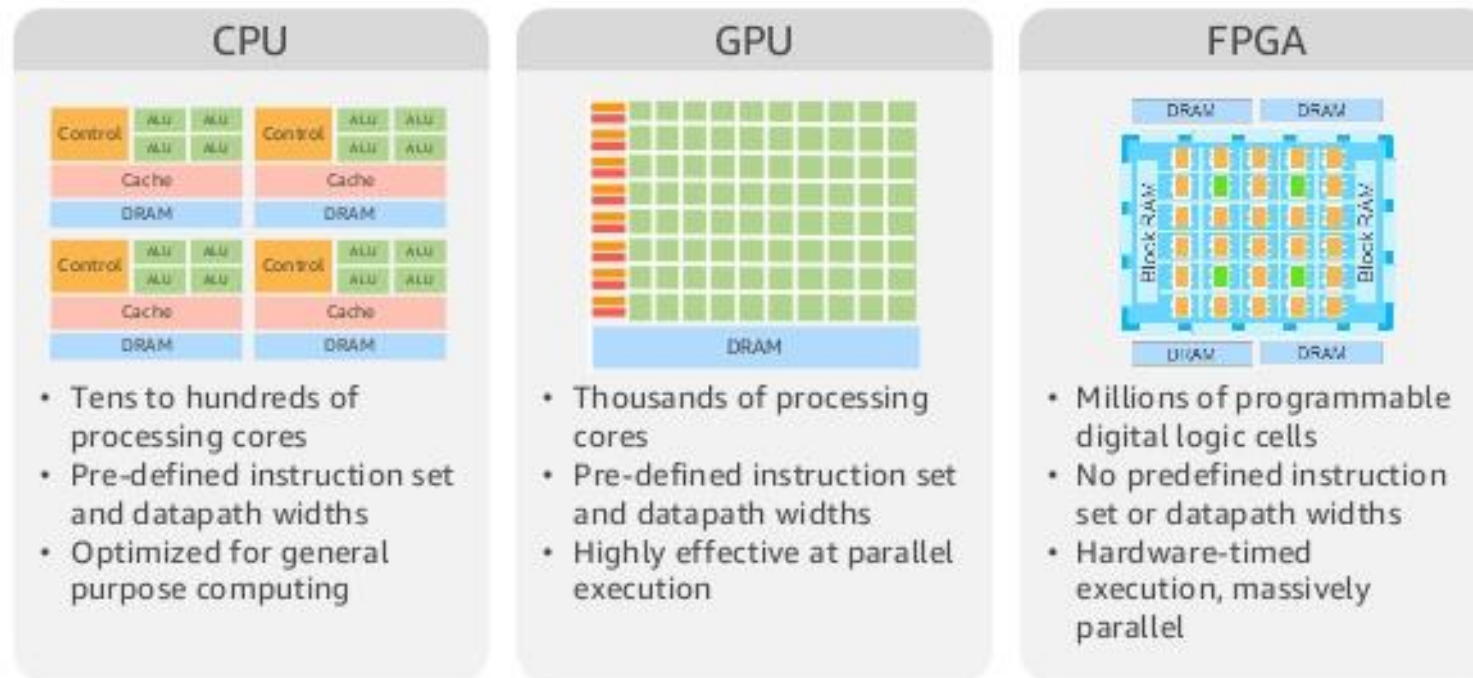 CPU
Control ALU ALU Control ALU ALU
ALU ALU ALU ALU
Cache Cache
DRAM DRAM
Control ALU ALU Control ALU ALU
ALU ALU ALU ALU
Cache Cache
DRAM DRAM
• Tens to hundreds of
processing cores
• Pre-defined instruction set
and datapath widths
• Optimized for general
purpose computing
GPU
DRAM
• Thousands of processing
cores
• Pre-defined instruction set
and datapath widths
• Highly effective at parallel
execution
FPGA
DRAM DRAM
Block RAM
Block RAM
DRAM DRAM
• Millions of programmable
digital logic cells
• No predefined instruction
set or datapath widths
• Hardware-timed
execution, massively
parallel